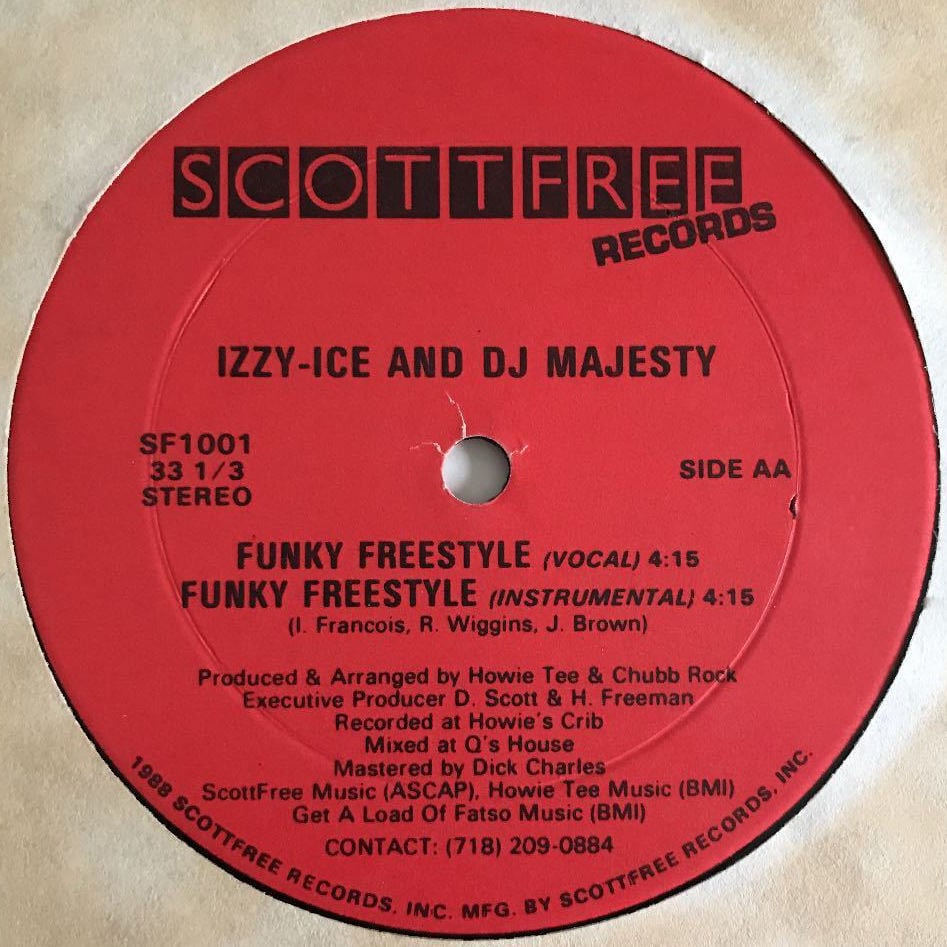 SCOTTFREE
RECORDS
IZZY-ICE AND DJ MAJESTY
SF1001
33 1/3
STEREO
SIDE AA
FUNKY FREESTYLE (VOCAL) 4:15
FUNKY FREESTYLE (INSTRUMENTAL) 4:15
(I. Francois, R. Wiggins, J. Brown)
Produced & Arranged by Howie Tee & Chubb Rock
Executive Producer D. Scott & H. Freeman
Recorded at Howie's Crib
Mixed at Q's House
Mastered by Dick Charles
ScottFree Music (ASCAP), Howie Tee Music (BMI)
Get A Load Of Fatso Music (BMI)
CONTACT: (718) 209-0884
1988 SCOTTFREE RECORDS, INC. MFG. BY SCOTTFREE RECORDS, INC.